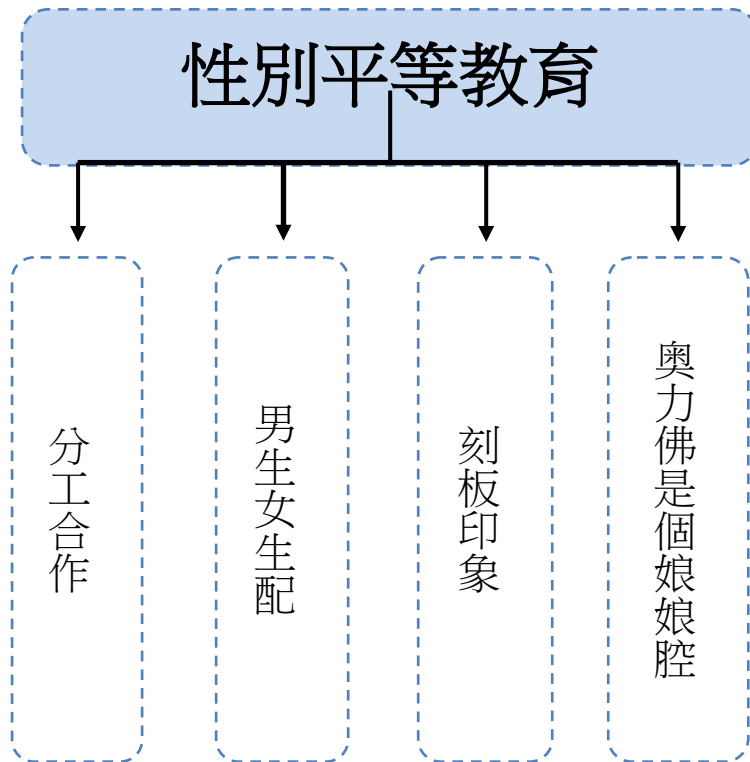 性別平等教育
分工合作
男生女生配
刻板印象
奧力佛是個娘娘腔